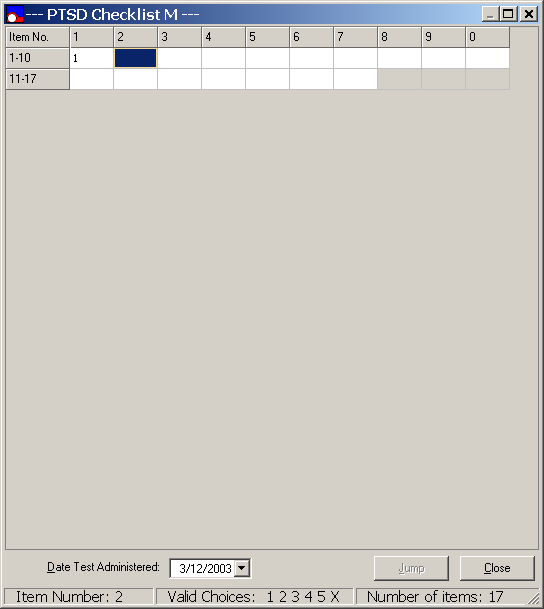 --- PTSD Checklist M ---
Item No. 1 2 3 4 5 6 7 8 9 0
1-10 1
11-17
Date Test Administered: 3/12/2003 Jump Close
Item Number: 2 Valid Choices: 1 2 3 4 5 X Number of items: 17